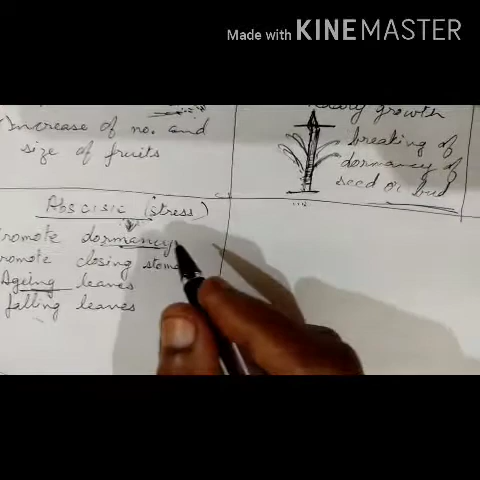 Made with KINEMASTER
Increase of no. and
size of fruits
growth
breaking of
dormancy of
seed or bud
Abscisic (stress)
romote dormancy
romote closing stoma
Ageing leaves
falling leaves